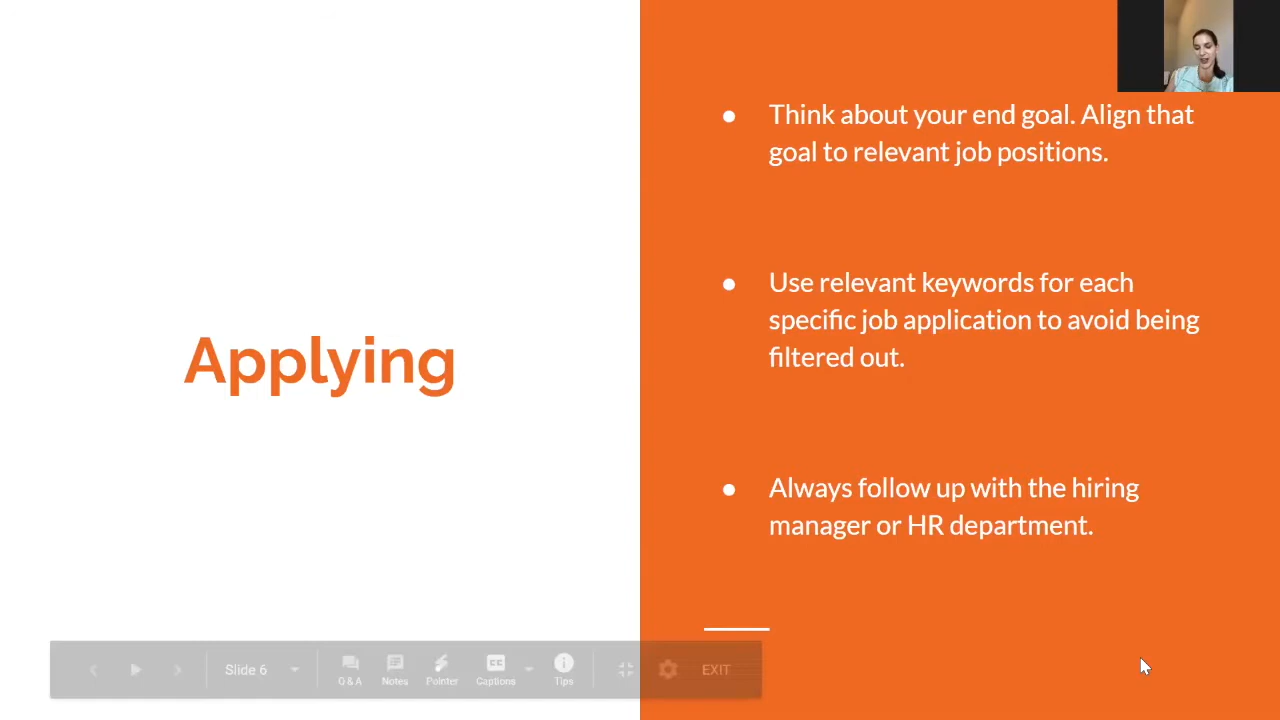 Applying
● Think about your end goal. Align that
goal to relevant job positions.
● Use relevant keywords for each
specific job application to avoid being
filtered out.
● Always follow up with the hiring
manager or HR department.
Slide 6
Q & A
Notes
Pointer
CC
Captions
Tips
EXIT